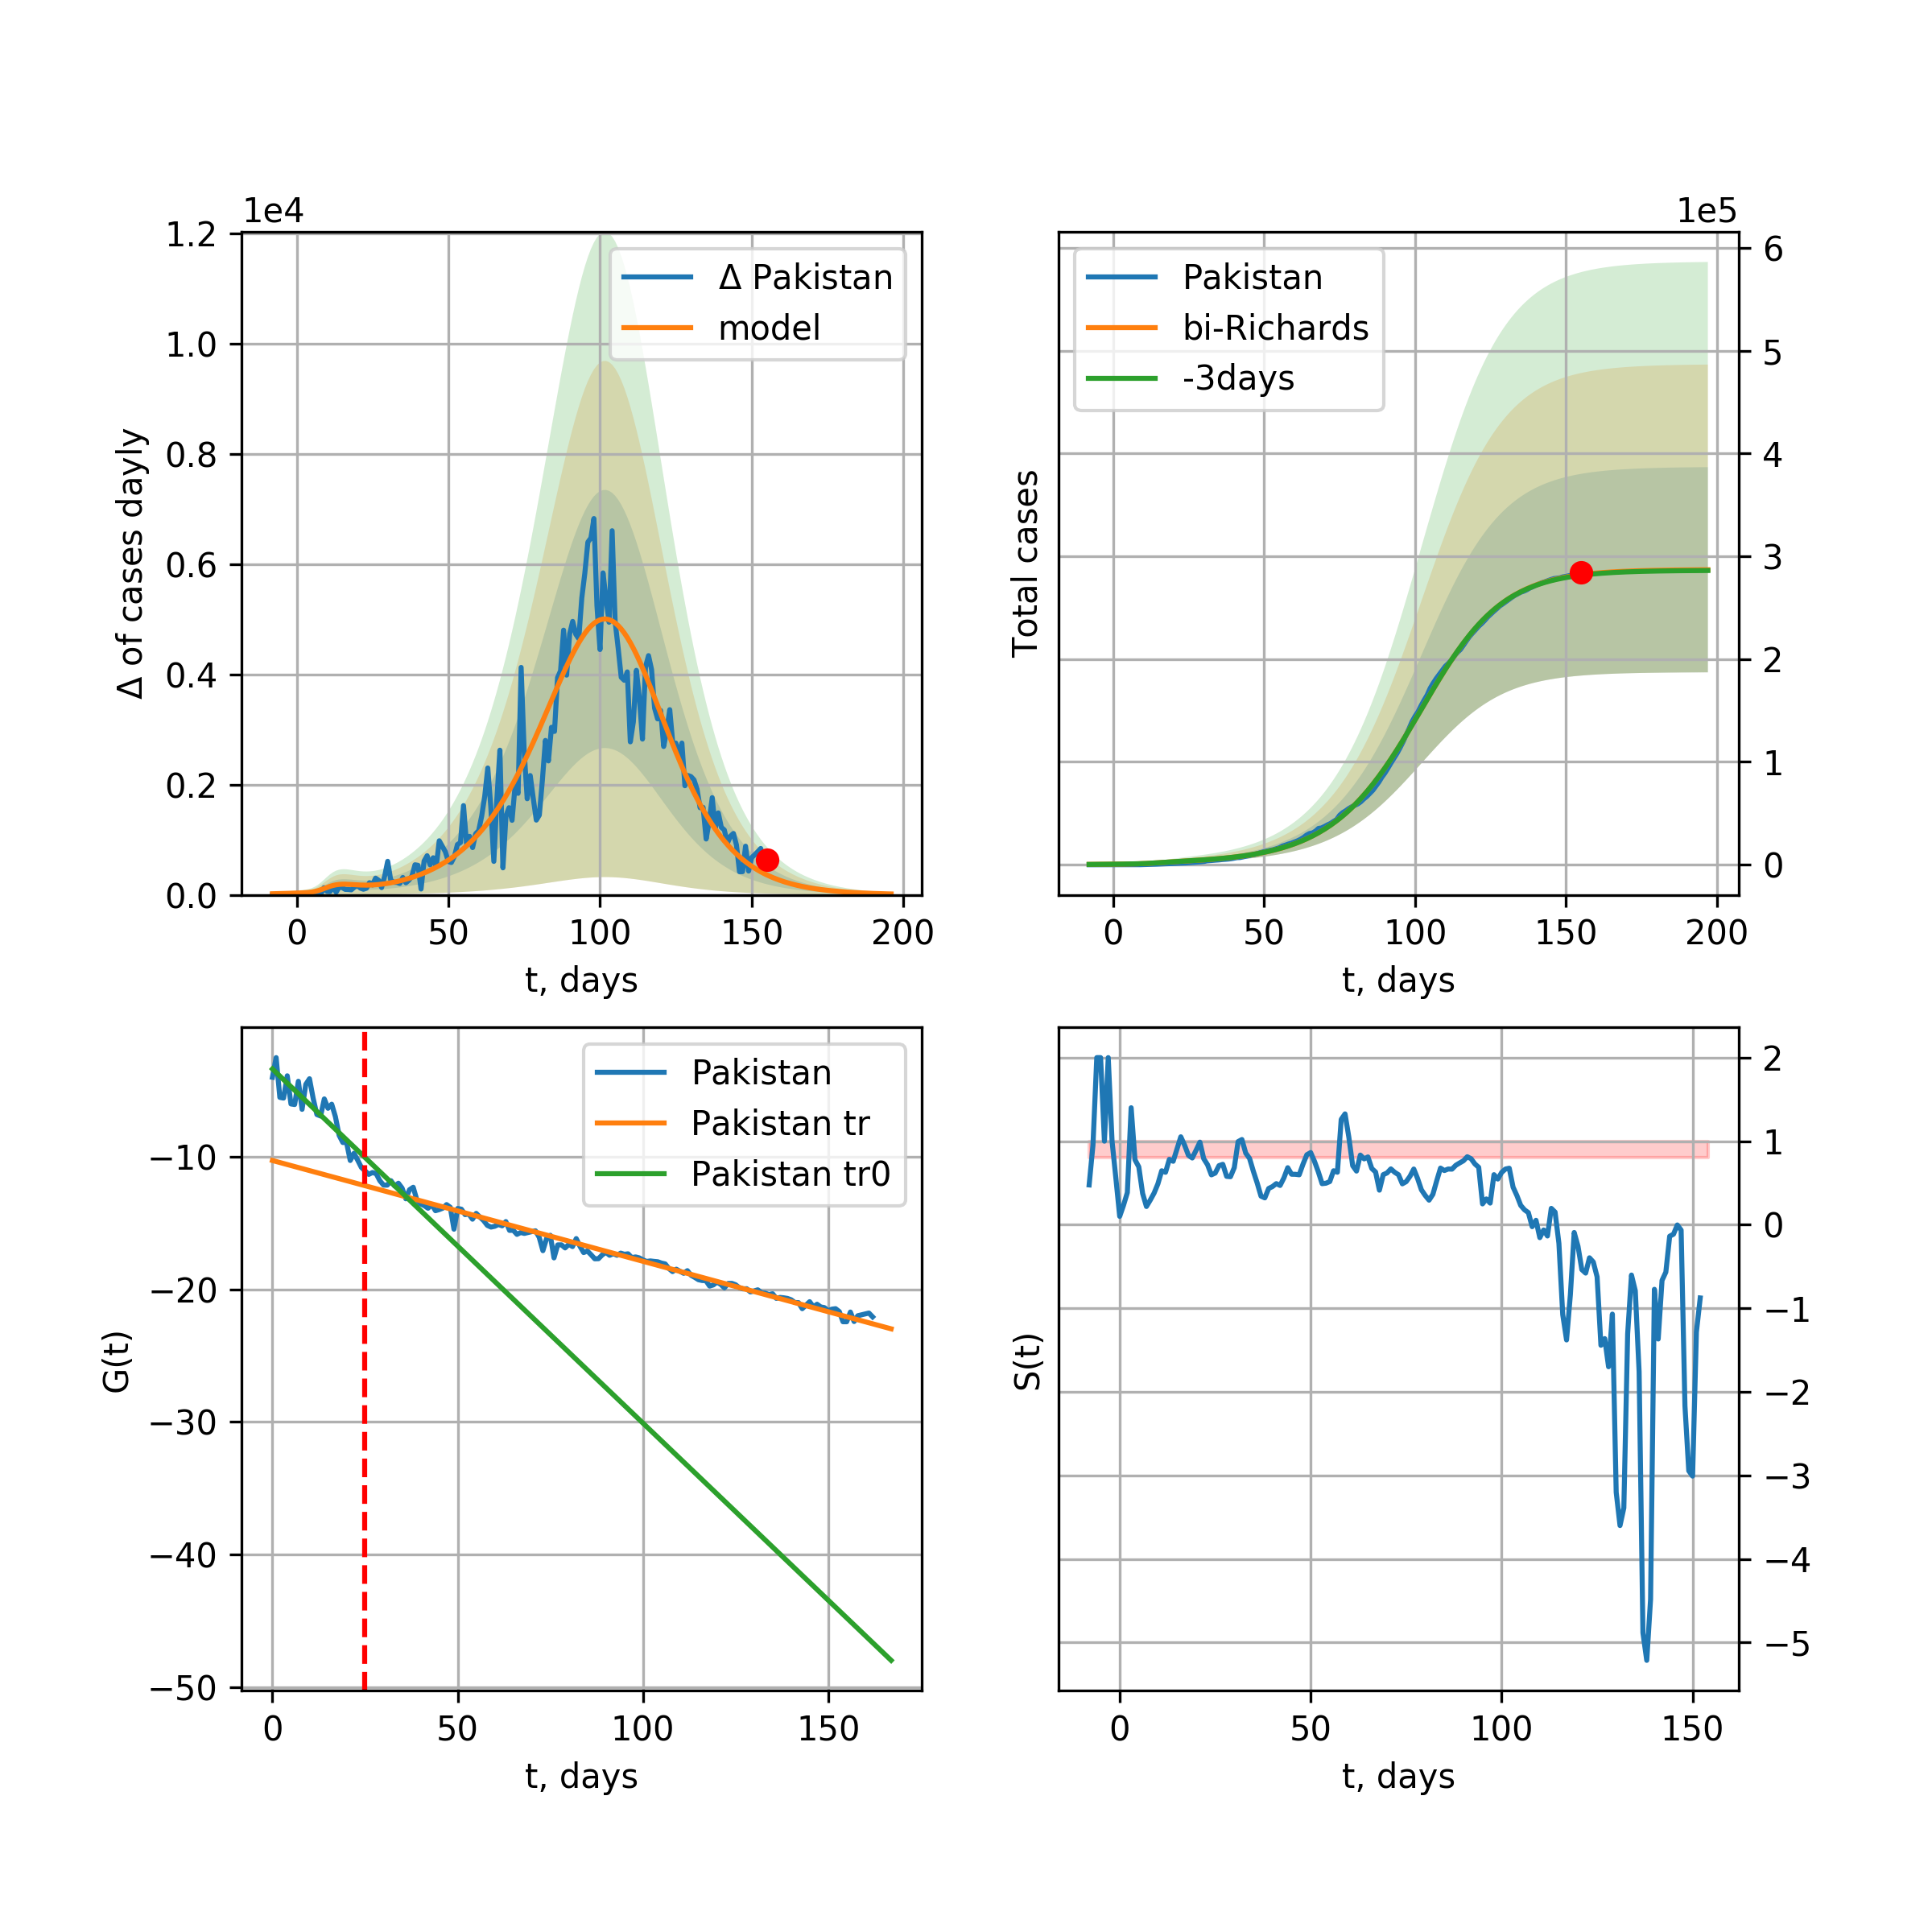 1e4
1.2
1.0
0.8
0.6
0.4
0.2
0.0
Δ of cases dayly
Δ Pakistan
model
0 50 100 150 200
t, days
1e5
6
5
4
3
2
1
0
Total cases
Pakistan
bi-Richards
-3days
0 50 100 150 200
t, days
−10
−20
−30
−40
−50
G(t)
Pakistan
Pakistan tr
Pakistan tr0
0 50 100 150
t, days
2
1
0
−1
−2
−3
−4
−5
S(t)
0 50 100 150
t, days